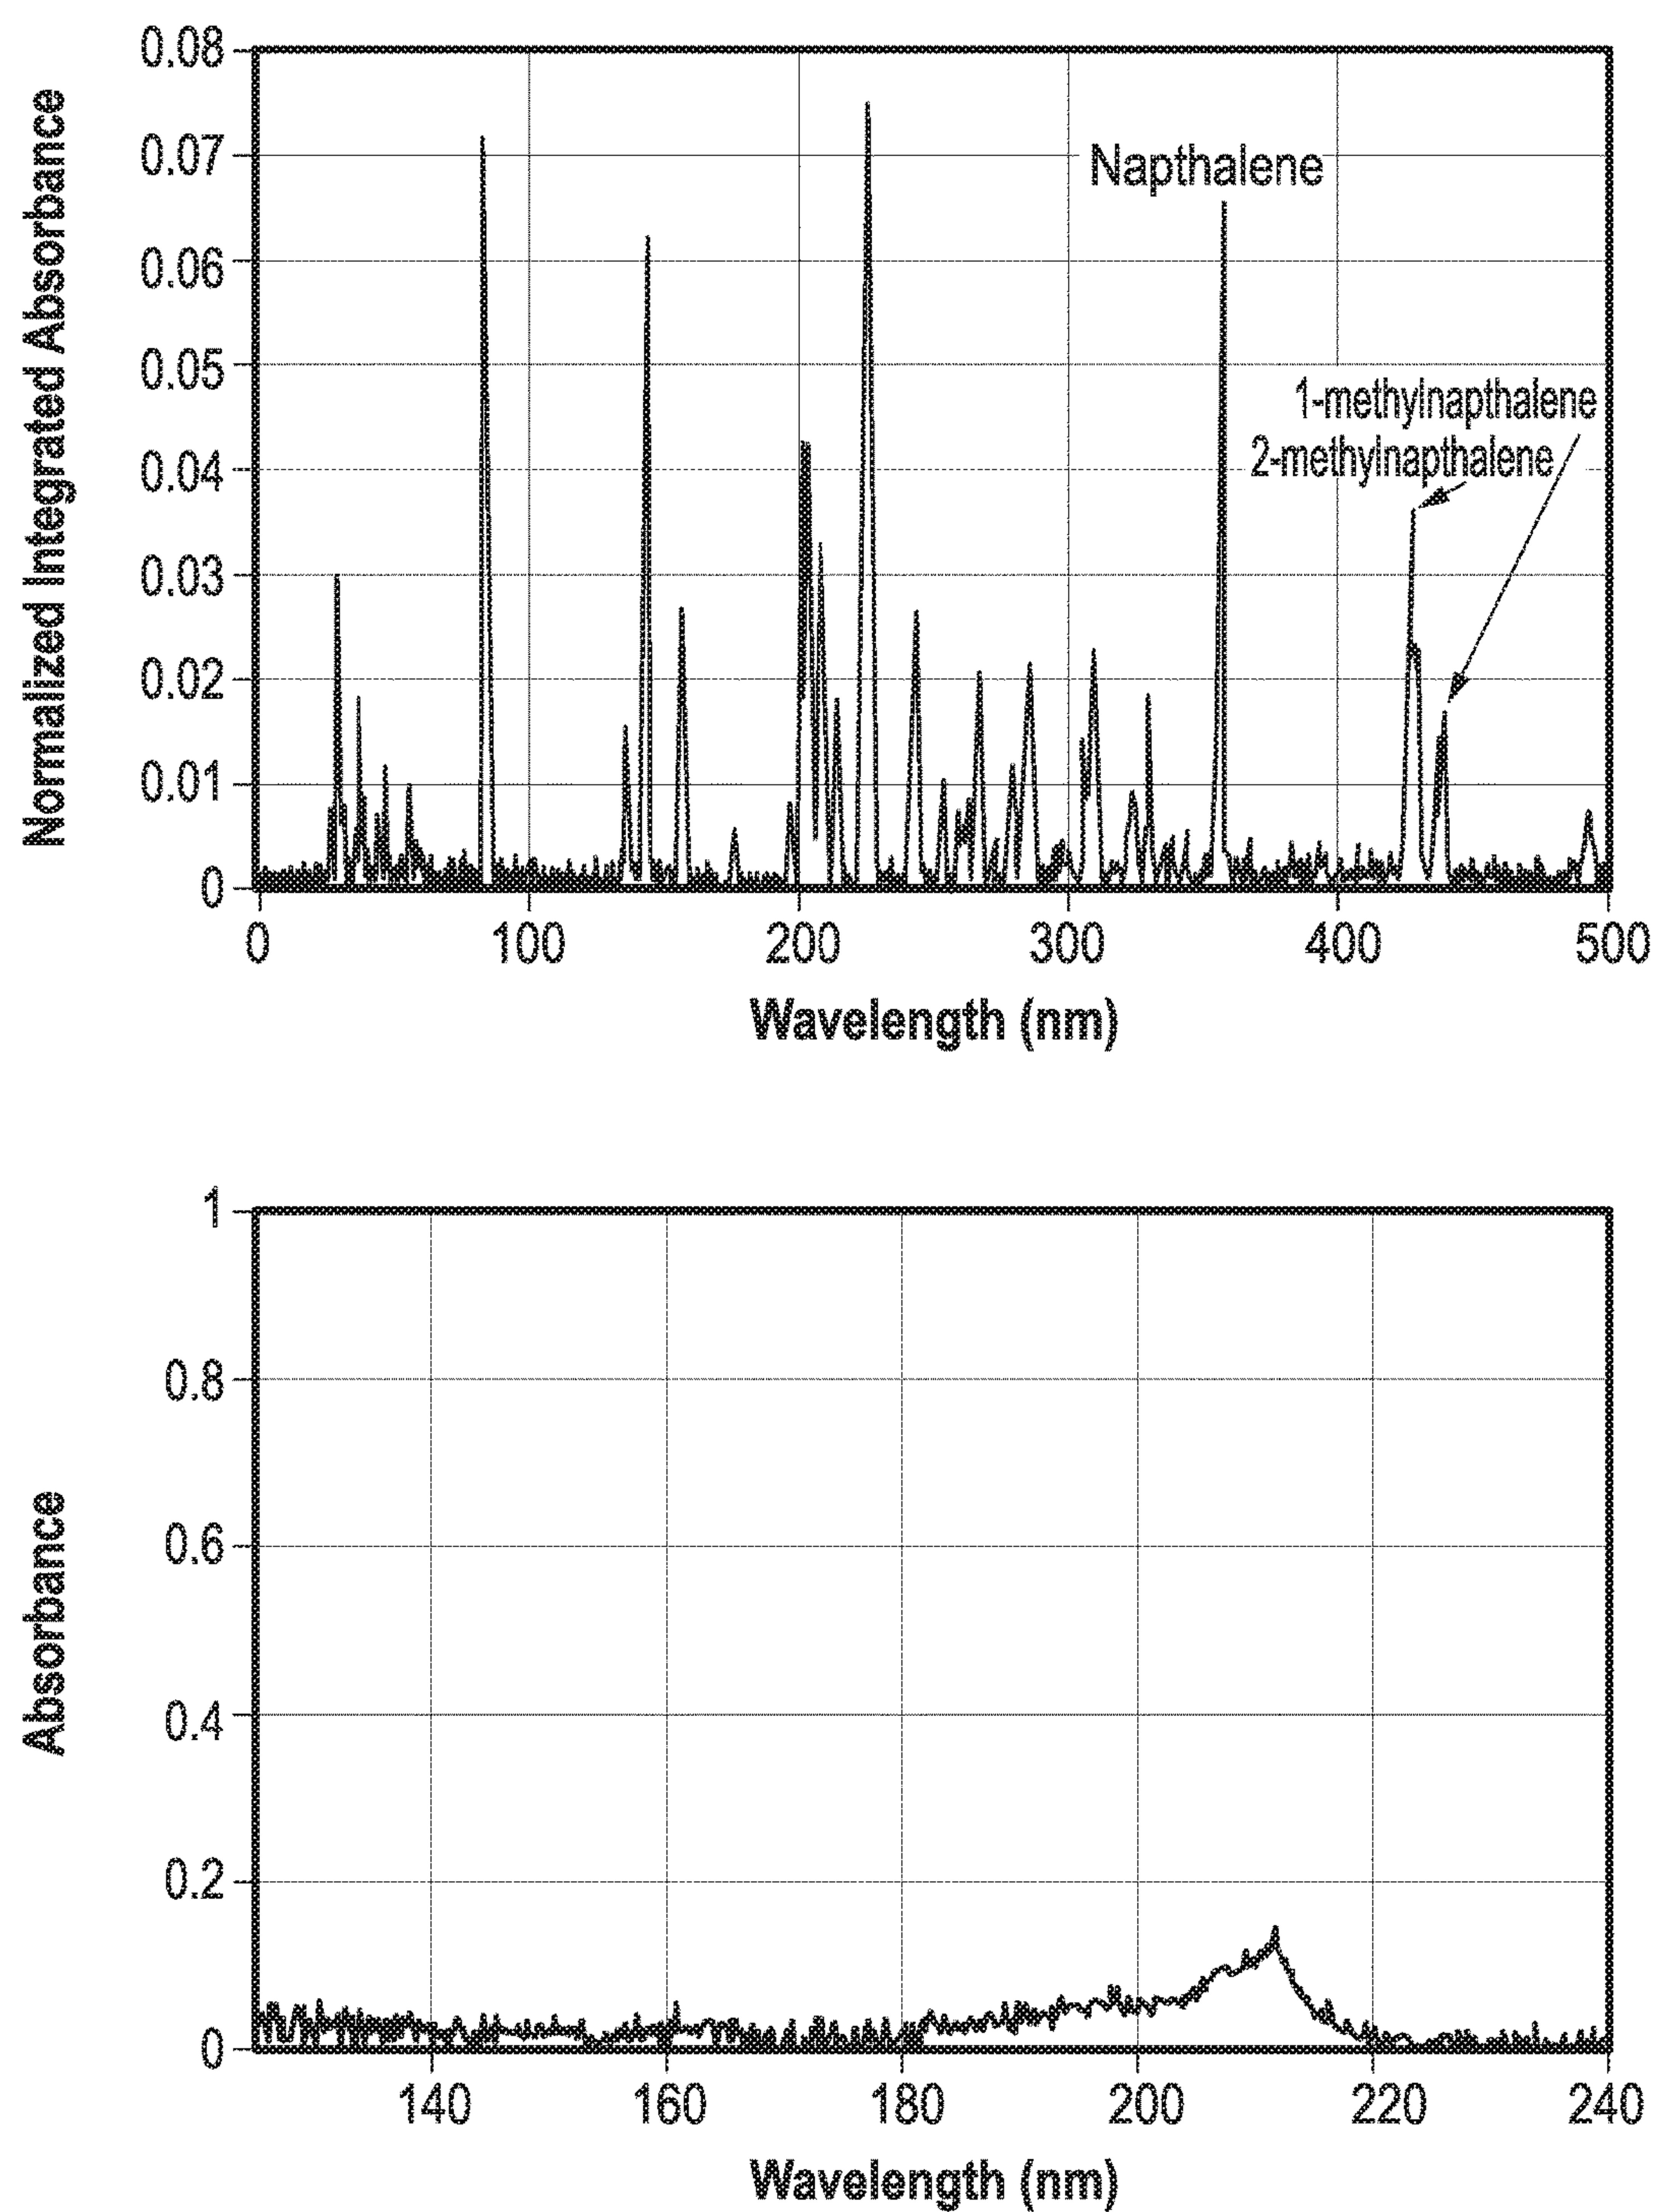 Normalized Integrated Absorbance
0.08
0.07
0.06
0.05
0.04
0.03
0.02
0.01
0
Napthalene
1-methylnapthalene
2-methylnapthalene
0 100 200 300 400 500
Wavelength (nm)
Absorbance
1
0.8
0.6
0.4
0.2
0
140 160 180 200 220 240
Wavelength (nm)